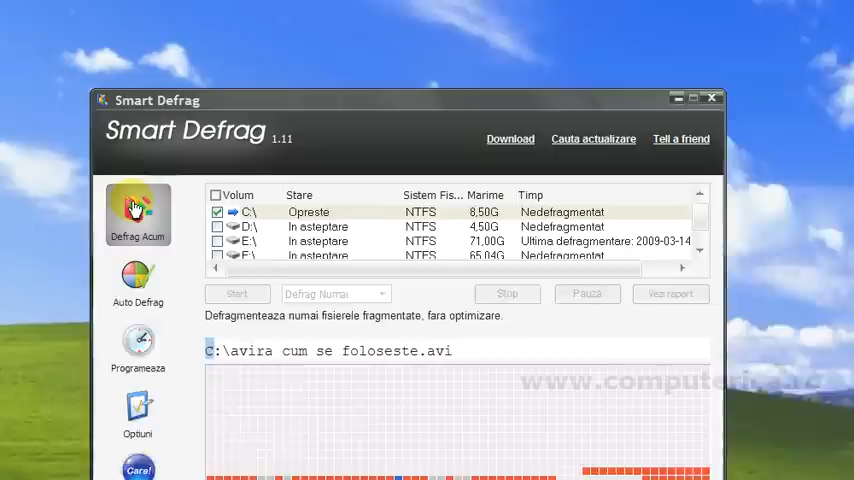 Smart Defrag
Smart Defrag 1.11
Download Cauta actualizare Tell a friend
Volum Stare Sistem Fis... Marime Timp
C:\ Opreste NTFS 8,50G Nedefragmentat
D:\ In asteptare NTFS 4,50G Nedefragmentat
E:\ In asteptare NTFS 71,00G Ultima defragmentare: 2009-03-14
F:\ In asteptare NTFS 65,04G Nedefragmentat
Defrag Acum
Start Defrag Numai Stop Pauza Vezi raport
Auto Defrag
Defragmenteaza numai fisierele fragmentate, fara optimizare.
C:\avira cum se foloseste.avi
Programeaza
www.computerica.ro
Optiuni
Care!